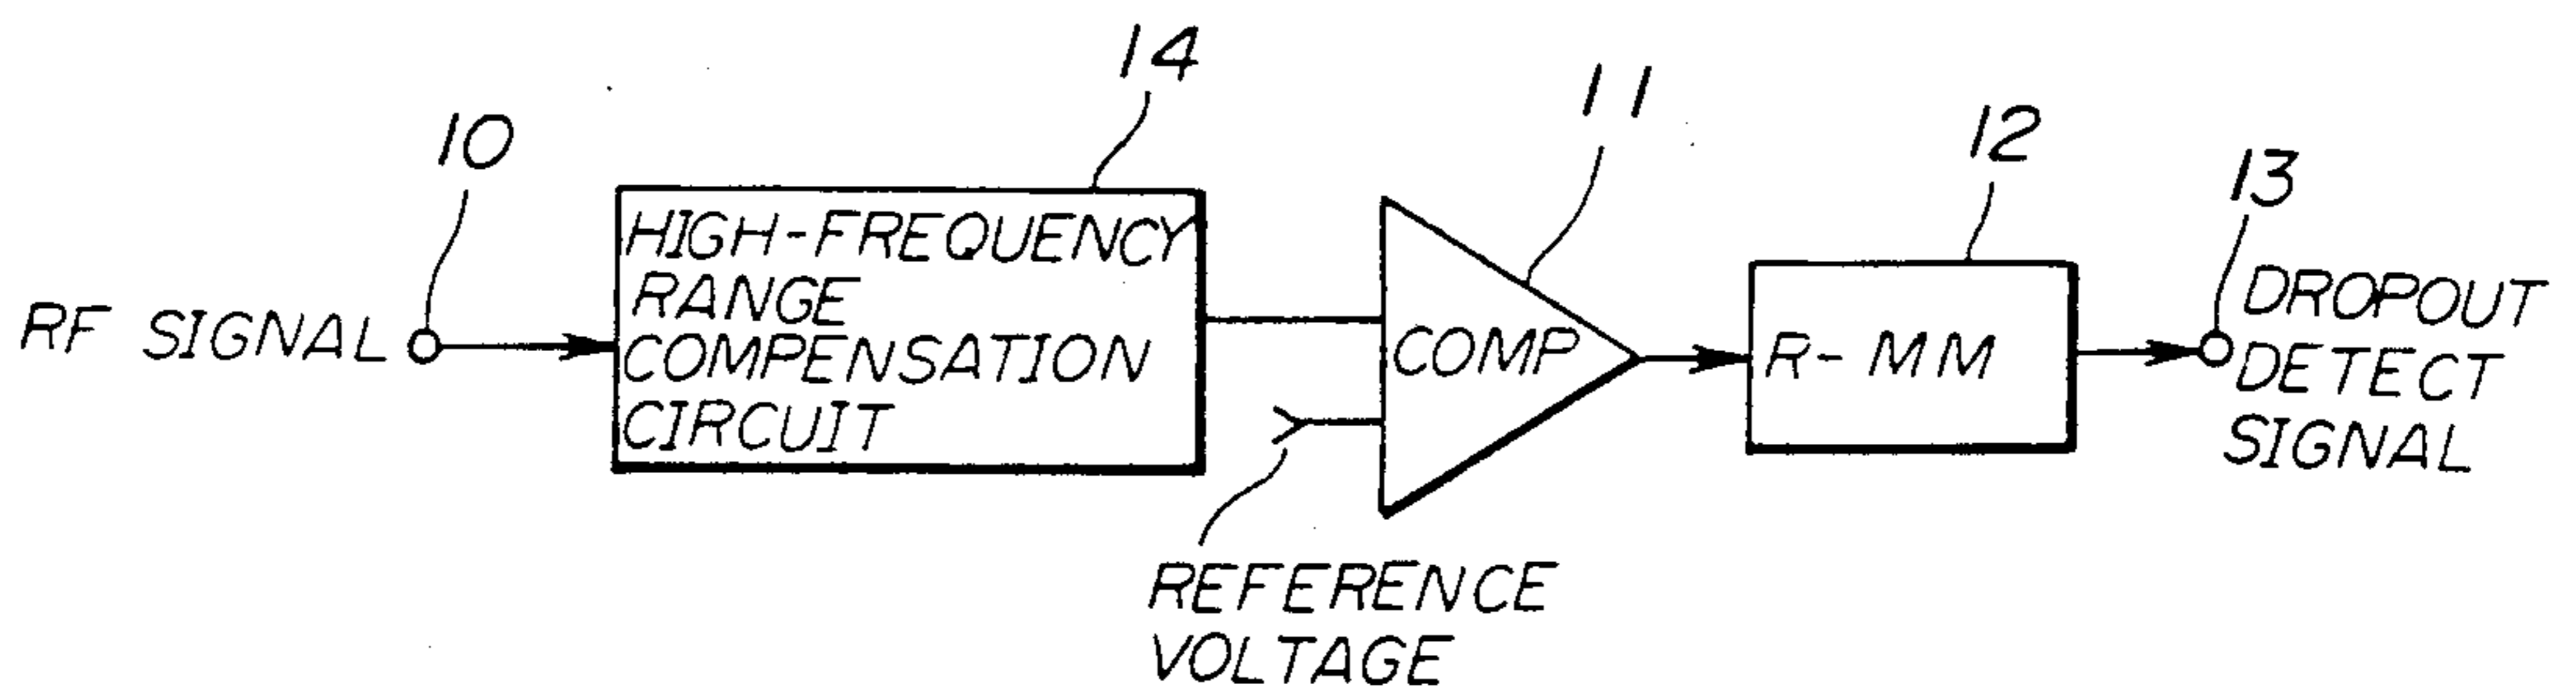 14
11
10
12
13
HIGH-FREQUENCY
RANGE
COMPENSATION
CIRCUIT
RF SIGNAL
COMP
R-MM
DROPOUT
DETECT
SIGNAL
REFERENCE
VOLTAGE